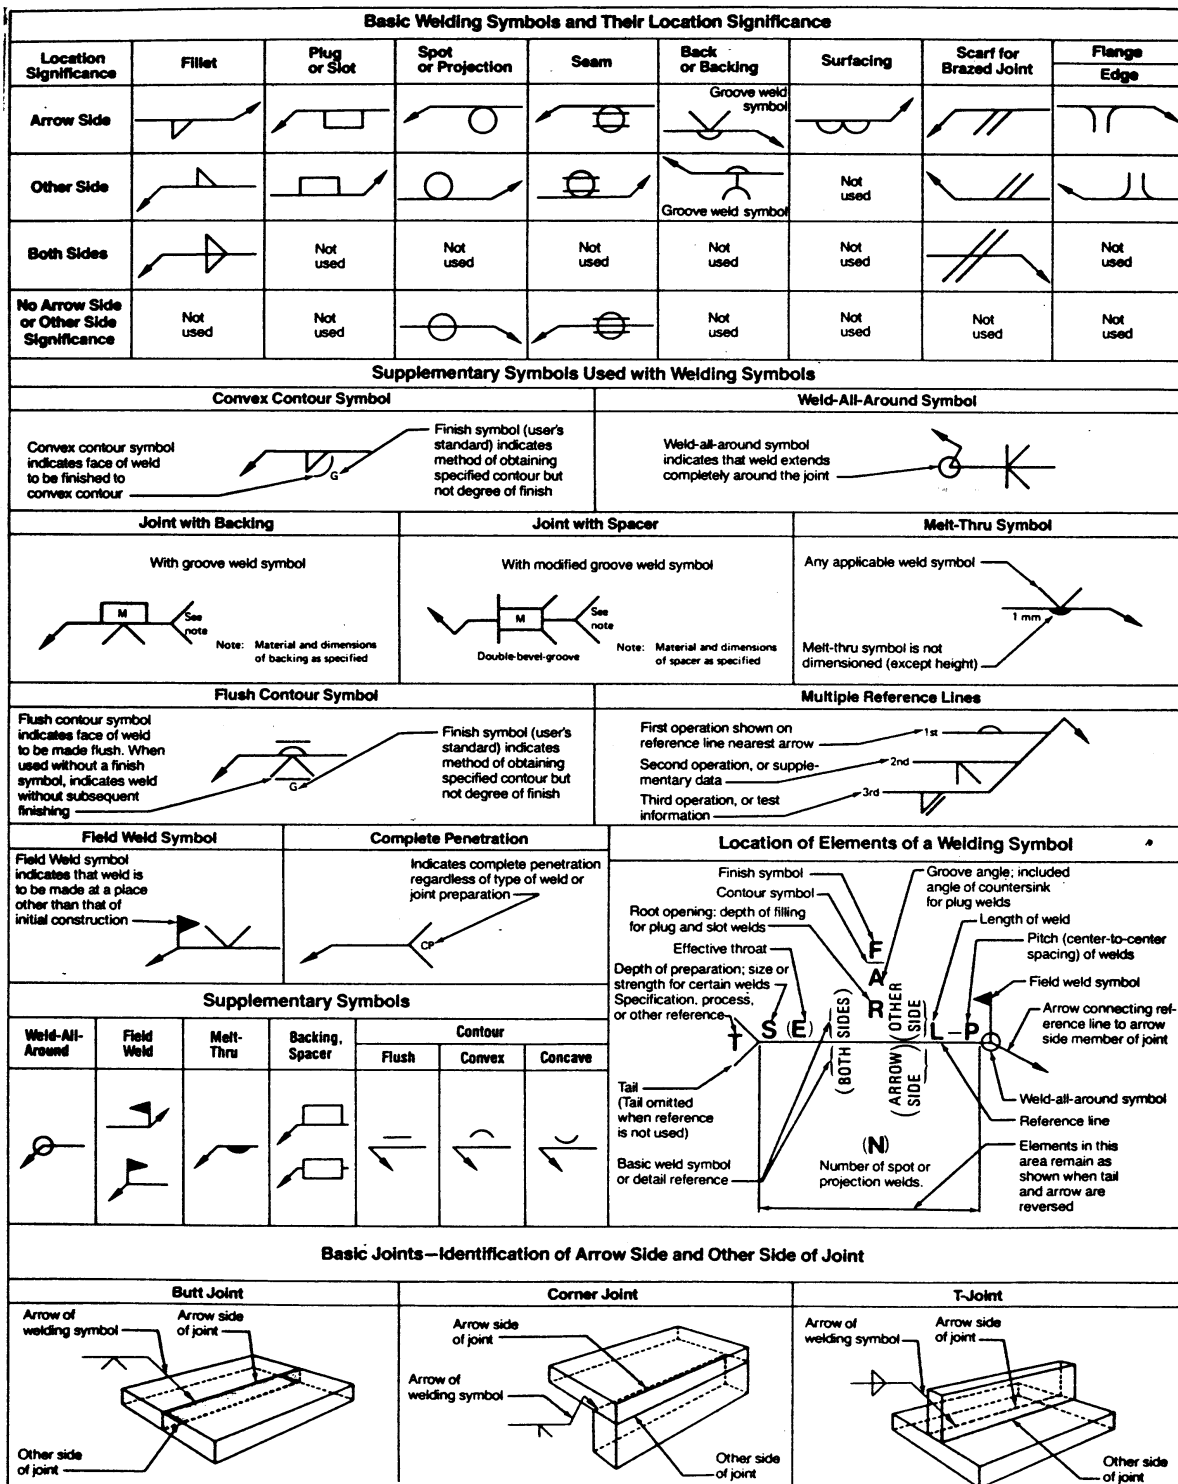 Basic Welding Symbols and Their Location Significance
Location
Significance
Fillet
Plug
or Slot
Spot
or Projection
Seam
Back
or Backing
Surfacing
Scarf for
Brazed Joint
Flange
Edge
Arrow Side
Groove weld
symbol
Other Side
Groove weld symbol
Not
used
Both Sides
Not
used
Not
used
Not
used
Not
used
Not
used
Not
used
No Arrow Side
or Other Side
Significance
Not
used
Not
used
Not
used
Not
used
Not
used
Not
used
Supplementary Symbols Used with Welding Symbols
Convex Contour Symbol
Convex contour symbol
indicates face of weld
to be finished to
convex contour
G
Finish symbol (user's
standard) indicates
method of obtaining
specified contour but
not degree of finish
Weld-All-Around Symbol
Weld-all-around symbol
indicates that weld extends
completely around the joint
Joint with Backing
With groove weld symbol
M
See
note
Note: Material and dimensions
of backing as specified
Joint with Spacer
With modified groove weld symbol
M
See
note
Double-bevel-groove
Note: Material and dimensions
of spacer as specified
Melt-Thru Symbol
Any applicable weld symbol
1 mm
Melt-thru symbol is not
dimensioned (except height)
Flush Contour Symbol
Flush contour symbol
indicates face of weld
to be made flush. When
used without a finish
symbol, indicates weld
without subsequent
finishing
G
Finish symbol (user's
standard) indicates
method of obtaining
specified contour but
not degree of finish
Multiple Reference Lines
First operation shown on
reference line nearest arrow
1st
Second operation, or supple-
mentary data
2nd
Third operation, or test
information
3rd
Field Weld Symbol
Field Weld symbol
indicates that weld is
to be made at a place
other than that of
initial construction
Complete Penetration
Indicates complete penetration
regardless of type of weld or
joint preparation
CP
Supplementary Symbols
Weld-All-
Around
Field
Weld
Melt-
Thru
Backing,
Spacer
Contour
Flush
Convex
Concave
Location of Elements of a Welding Symbol
Finish symbol
Contour symbol
Root opening: depth of filling
for plug and slot welds
Effective throat
Depth of preparation; size or
strength for certain welds
Specification, process,
or other reference
Tail
(Tail omitted
when reference
is not used)
Basic weld symbol
or detail reference
Groove angle; included
angle of countersink
for plug welds
Length of weld
Pitch (center-to-center
spacing) of welds
Field weld symbol
Arrow connecting ref-
erence line to arrow
side member of joint
Weld-all-around symbol
Reference line
Elements in this
area remain as
shown when tail
and arrow are
reversed
F
A
R
T
S
(E)
(BOTH SIDES)
(OTHER
SIDE)
(ARROW
SIDE)
L – P
(N)
Number of spot or
projection welds.
Basic Joints—Identification of Arrow Side and Other Side of Joint
Butt Joint
Arrow of
welding symbol
Arrow side
of joint
Other side
of joint
Corner Joint
Arrow side
of joint
Arrow of
welding symbol
Other side
of joint
T-Joint
Arrow of
welding symbol
Arrow side
of joint
Other side
of joint